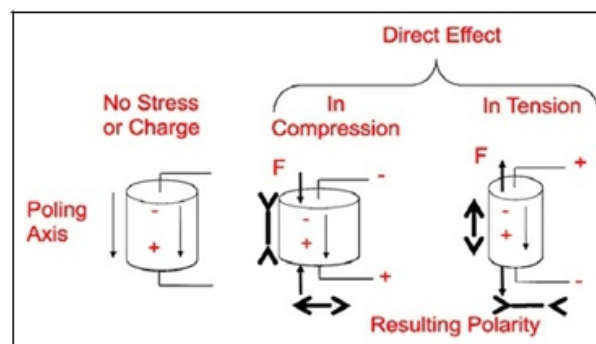 Direct Effect
No Stress
or Charge
In
Compression
In Tension
F
-
F
+
Poling
Axis
-
+
-
+
-
+
+
-
Resulting Polarity